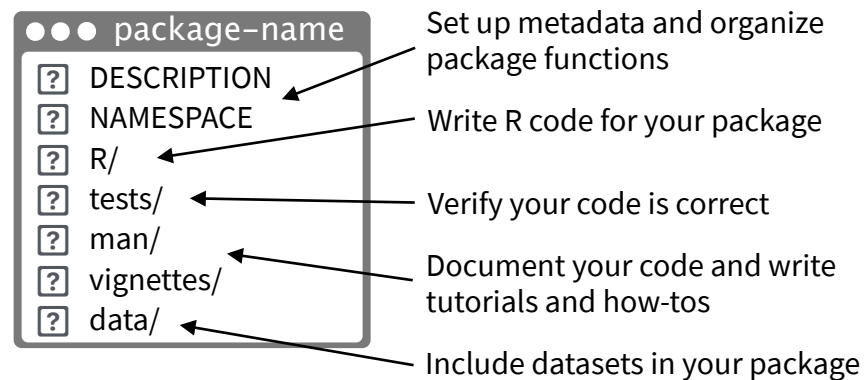 package-name
DESCRIPTION
NAMESPACE
R/
tests/
man/
vignettes/
data/
Set up metadata and organize
package functions
Write R code for your package
Verify your code is correct
Document your code and write
tutorials and how-tos
Include datasets in your package